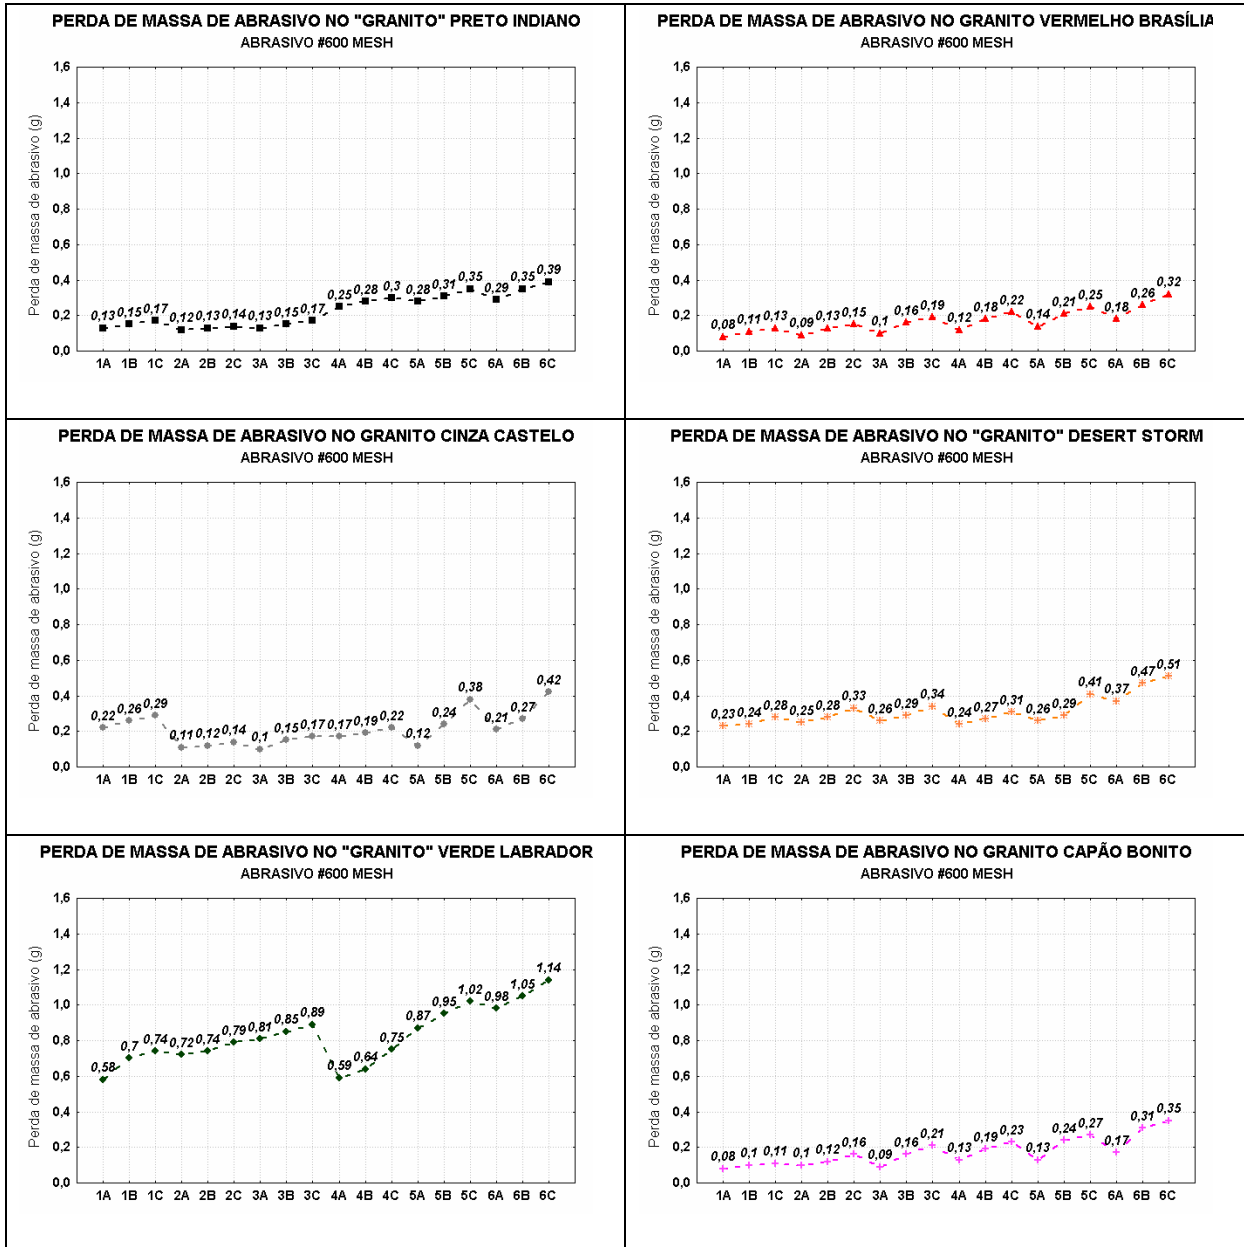 PERDA DE MASSA DE ABRASIVO NO "GRANITO" PRETO INDIANO
ABRASIVO #600 MESH
Perda de massa de abrasivo (g)
1,6
1,4
1,2
1,0
0,8
0,6
0,4
0,2
0,0
0,13 0,15 0,17 0,12 0,13 0,14 0,13 0,15 0,17 0,25 0,28 0,3 0,28 0,31 0,35 0,29 0,35 0,39
1A 1B 1C 2A 2B 2C 3A 3B 3C 4A 4B 4C 5A 5B 5C 6A 6B 6C
PERDA DE MASSA DE ABRASIVO NO GRANITO VERMELHO BRASÍLIA
ABRASIVO #600 MESH
Perda de massa de abrasivo (g)
1,6
1,4
1,2
1,0
0,8
0,6
0,4
0,2
0,0
0,08 0,11 0,13 0,09 0,13 0,15 0,1 0,16 0,19 0,12 0,18 0,22 0,14 0,21 0,25 0,18 0,26 0,32
1A 1B 1C 2A 2B 2C 3A 3B 3C 4A 4B 4C 5A 5B 5C 6A 6B 6C
PERDA DE MASSA DE ABRASIVO NO GRANITO CINZA CASTELO
ABRASIVO #600 MESH
Perda de massa de abrasivo (g)
1,6
1,4
1,2
1,0
0,8
0,6
0,4
0,2
0,0
0,22 0,26 0,29 0,11 0,12 0,14 0,1 0,15 0,17 0,17 0,19 0,22 0,12 0,24 0,38 0,21 0,27 0,42
1A 1B 1C 2A 2B 2C 3A 3B 3C 4A 4B 4C 5A 5B 5C 6A 6B 6C
PERDA DE MASSA DE ABRASIVO NO "GRANITO" DESERT STORM
ABRASIVO #600 MESH
Perda de massa de abrasivo (g)
1,6
1,4
1,2
1,0
0,8
0,6
0,4
0,2
0,0
0,23 0,24 0,28 0,25 0,28 0,33 0,26 0,29 0,34 0,24 0,27 0,31 0,26 0,29 0,41 0,37 0,47 0,51
1A 1B 1C 2A 2B 2C 3A 3B 3C 4A 4B 4C 5A 5B 5C 6A 6B 6C
PERDA DE MASSA DE ABRASIVO NO "GRANITO" VERDE LABRADOR
ABRASIVO #600 MESH
Perda de massa de abrasivo (g)
1,6
1,4
1,2
1,0
0,8
0,6
0,4
0,2
0,0
0,58 0,7 0,74 0,72 0,74 0,79 0,81 0,85 0,89 0,59 0,64 0,75 0,87 0,95 1,02 0,98 1,05 1,14
1A 1B 1C 2A 2B 2C 3A 3B 3C 4A 4B 4C 5A 5B 5C 6A 6B 6C
PERDA DE MASSA DE ABRASIVO NO GRANITO CAPÃO BONITO
ABRASIVO #600 MESH
Perda de massa de abrasivo (g)
1,6
1,4
1,2
1,0
0,8
0,6
0,4
0,2
0,0
0,08 0,1 0,11 0,1 0,12 0,16 0,09 0,16 0,21 0,13 0,19 0,23 0,13 0,24 0,27 0,17 0,31 0,35
1A 1B 1C 2A 2B 2C 3A 3B 3C 4A 4B 4C 5A 5B 5C 6A 6B 6C